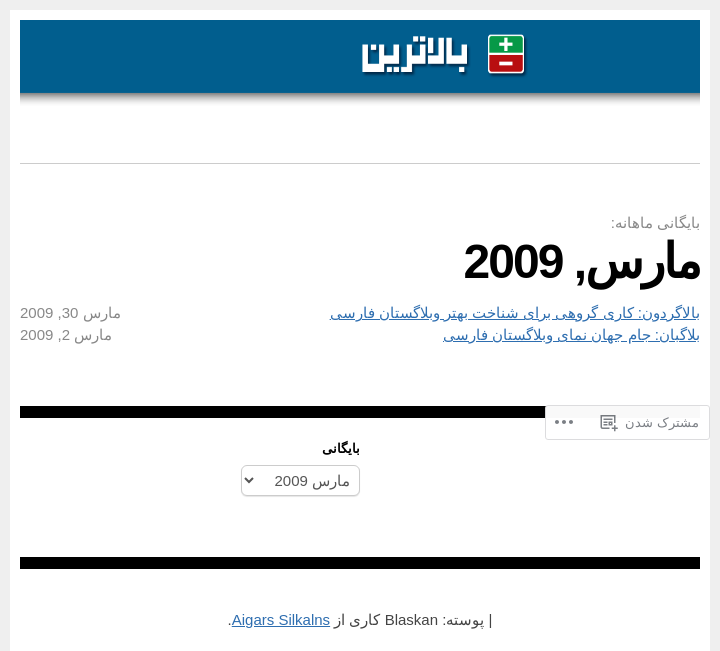 بالاترین
بایگانی ماهانه:
مارس, 2009
بالاگردون: کاری گروهی برای شناخت بهتر وبلاگستان فارسی مارس 30, 2009
بلاگبان: جام جهان نمای وبلاگستان فارسی مارس 2, 2009
مشترک شدن
بایگانی
مارس 2009
| پوسته: Blaskan کاری از Aigars Silkalns.